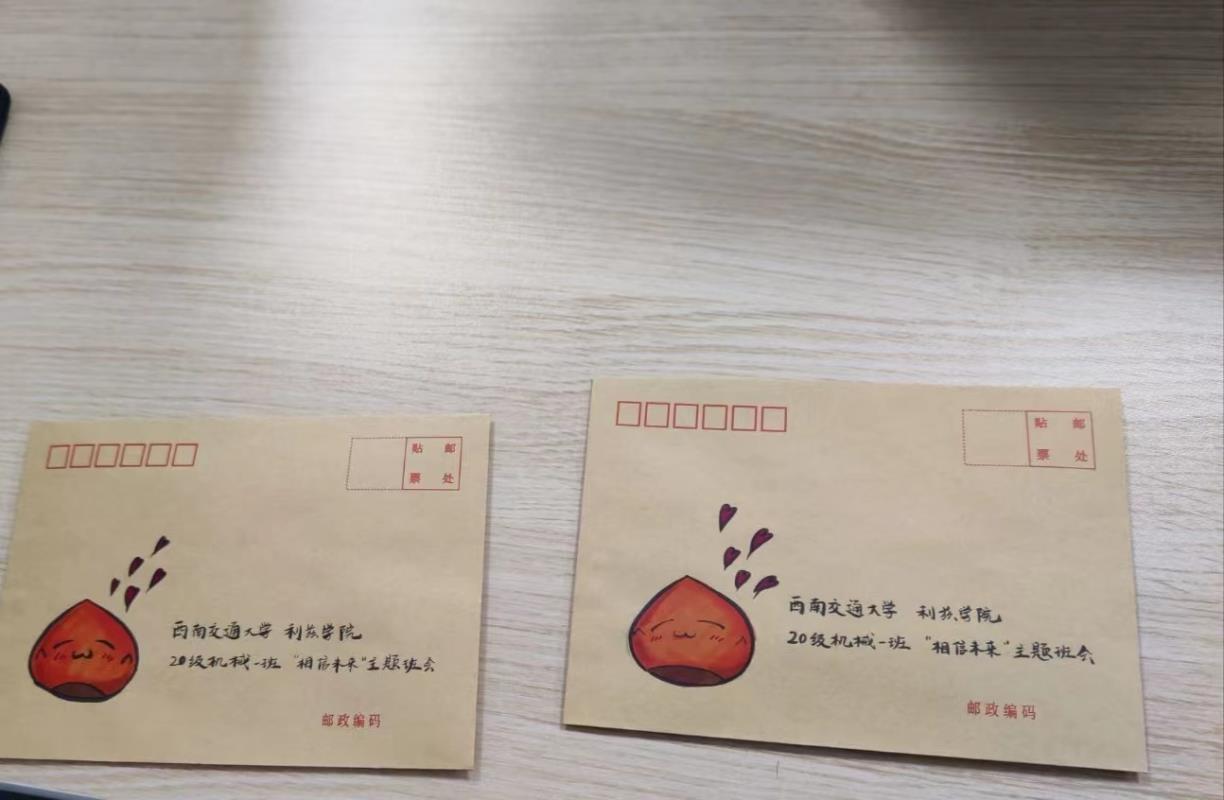 贴 邮
票 处
西南交通大学 利兹学院
20级机械一班 "相信未来"主题班会
邮政编码
贴 邮
票 处
西南交通大学 利兹学院
20级机械一班 "相信未来"主题班会
邮政编码